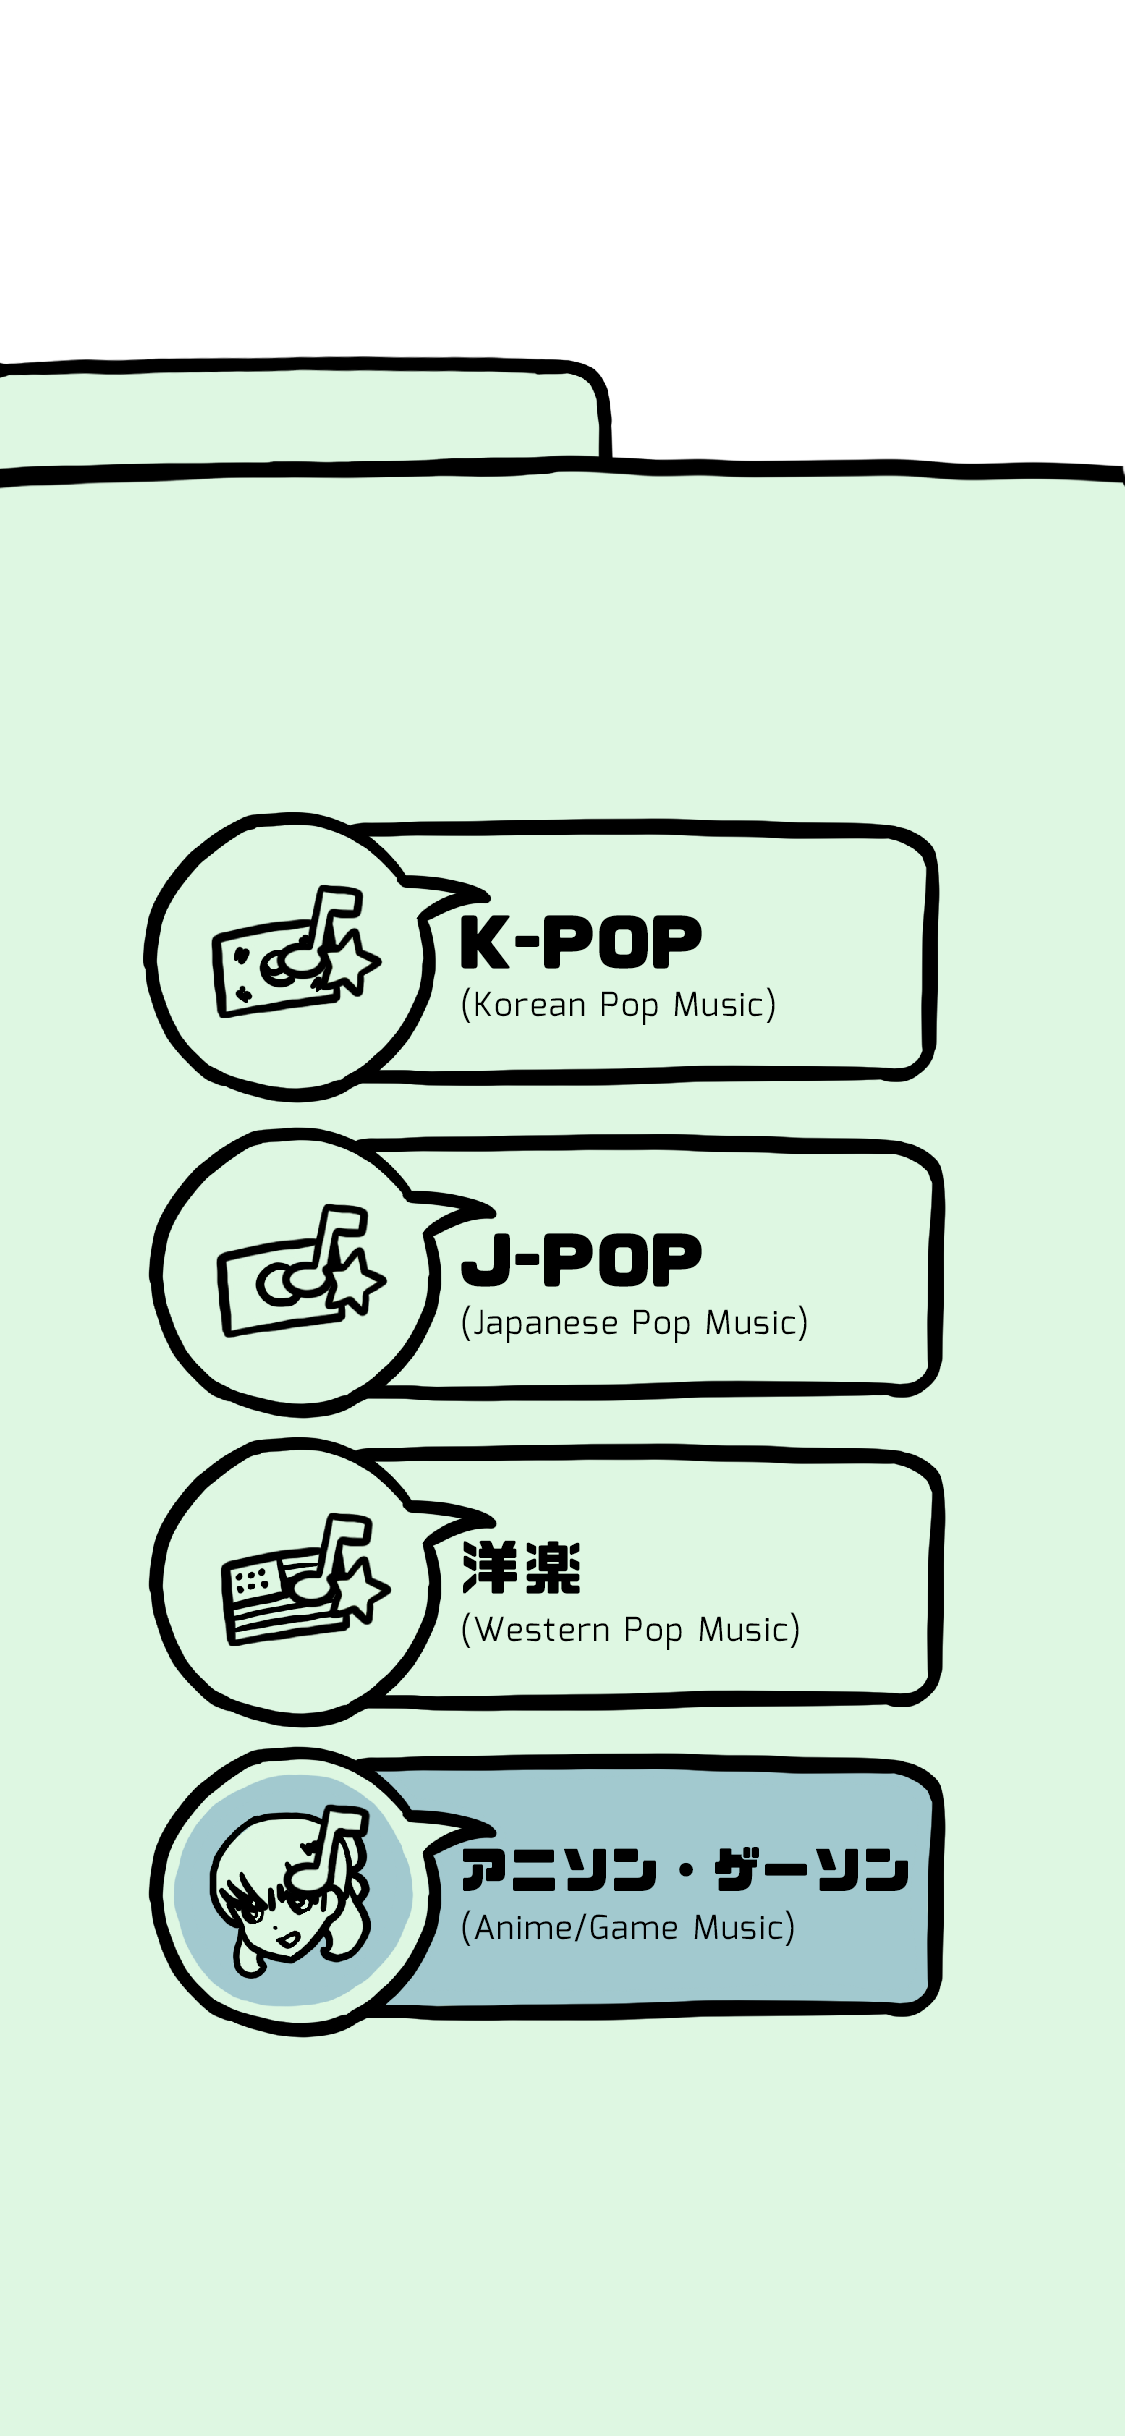 K-POP
(Korean Pop Music)
J-POP
(Japanese Pop Music)
洋楽
(Western Pop Music)
アニソン・ゲーソン
(Anime/Game Music)